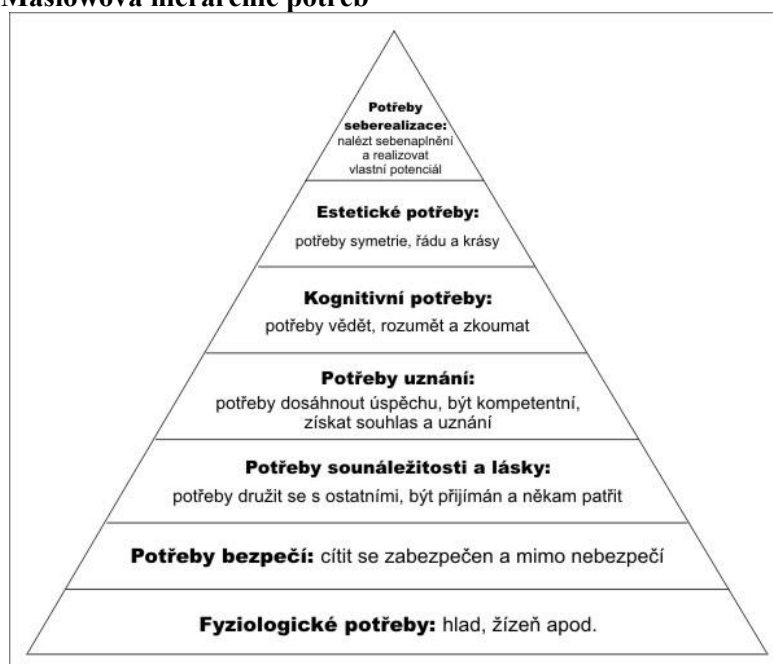 Maslowova hierarchie potřeb
Potřeby
seberealizace:
nalézt sebenaplnění
a realizovat
vlastní potenciál
Estetické potřeby:
potřeby symetrie, řádu a krásy
Kognitivní potřeby:
potřeby vědět, rozumět a zkoumat
Potřeby uznání:
potřeby dosáhnout úspěchu, být kompetentní,
získat souhlas a uznání
Potřeby sounáležitosti a lásky:
potřeby družit se s ostatními, být přijímán a někam patřit
Potřeby bezpečí: cítit se zabezpečen a mimo nebezpečí
Fyziologické potřeby: hlad, žízeň apod.